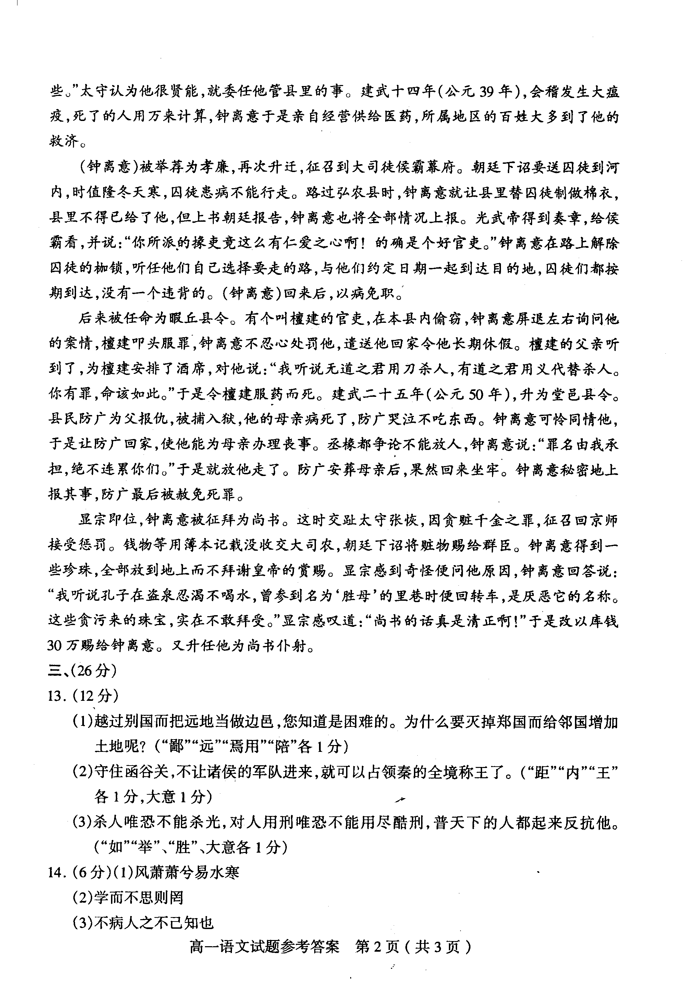 些。”太守认为他很贤能,就委任他管县里的事。建武十四年(公元 39 年),会稽发生大瘟
疫,死了的人用万来计算,钟离意于是亲自经营供给医药,所属地区的百姓大多到了他的
救济。
(钟离意)被举荐为孝廉,再次升迁,征召到大司徒侯霸幕府。朝廷下诏要送囚徒到河
内,时值隆冬天寒,囚徒患病不能行走。路过弘农县时,钟离意就让县里替囚徒制做棉衣,
县里不得已给了他,但上书朝廷报告,钟离意也将全部情况上报。光武帝得到奏章,给侯
霸看,并说:“你所派的掾吏竟这么有仁爱之心啊! 的确是个好官吏。”钟离意在路上解除
囚徒的枷锁,听任他们自己选择要走的路,与他们约定日期一起到达目的地,囚徒们都按
期到达,没有一个违背的。(钟离意)回来后,以病免职。
后来被任命为暇丘县令。有个叫檀建的官吏,在本县内偷窃,钟离意屏退左右询问他
的案情,檀建叩头服罪,钟离意不忍心处罚他,遣送他回家令他长期休假。檀建的父亲听
到了,为檀建安排了酒席,对他说:“我听说无道之君用刀杀人,有道之君用义代替杀人。
你有罪,命该如此。”于是令檀建服药而死。建武二十五年(公元 50 年),升为堂邑县令。
县民防广为父报仇,被捕入狱,他的母亲病死了,防广哭泣不吃东西。钟离意可怜同情他,
于是让防广回家,使他能为母亲办理丧事。丞椽都争论不能放人,钟离意说:“罪名由我承
担,绝不连累你们。”于是就放他走了。防广安葬母亲后,果然回来坐牢。钟离意秘密地上
报其事,防广最后被赦免死罪。
显宗即位,钟离意被征拜为尚书。这时交趾太守张恢,因贪赃千金之罪,征召回京师
接受惩罚。钱物等用簿本记载没收交大司农,朝廷下诏将赃物赐给群臣。钟离意得到一
些珍珠,全部放到地上而不拜谢皇帝的赏赐。显宗感到奇怪便问他原因,钟离意回答说:
“我听说孔子在盗泉忍渴不喝水,曾参到名为‘胜母’的里巷时便回转车,是厌恶它的名称。
这些贪污来的珠宝,实在不敢拜受。”显宗感叹道:“尚书的话真是清正啊!”于是改以库钱
30 万赐给钟离意。又升任他为尚书仆射。
三、(26 分)
13. (12 分)
(1)越过别国而把远地当做边邑,您知道是困难的。为什么要灭掉郑国而给邻国增加
土地呢? (“鄙”“远”“焉用”“陪”各 1 分)
(2)守住函谷关,不让诸侯的军队进来,就可以占领秦的全境称王了。(“距”“内”“王”
各 1 分,大意 1 分)
(3)杀人唯恐不能杀光,对人用刑唯恐不能用尽酷刑,普天下的人都起来反抗他。
(“如”“举”、“胜”、大意各 1 分)
14. (6 分)(1)风萧萧兮易水寒
(2)学而不思则罔
(3)不病人之不己知也
高一语文试题参考答案 第 2 页 ( 共 3 页 )